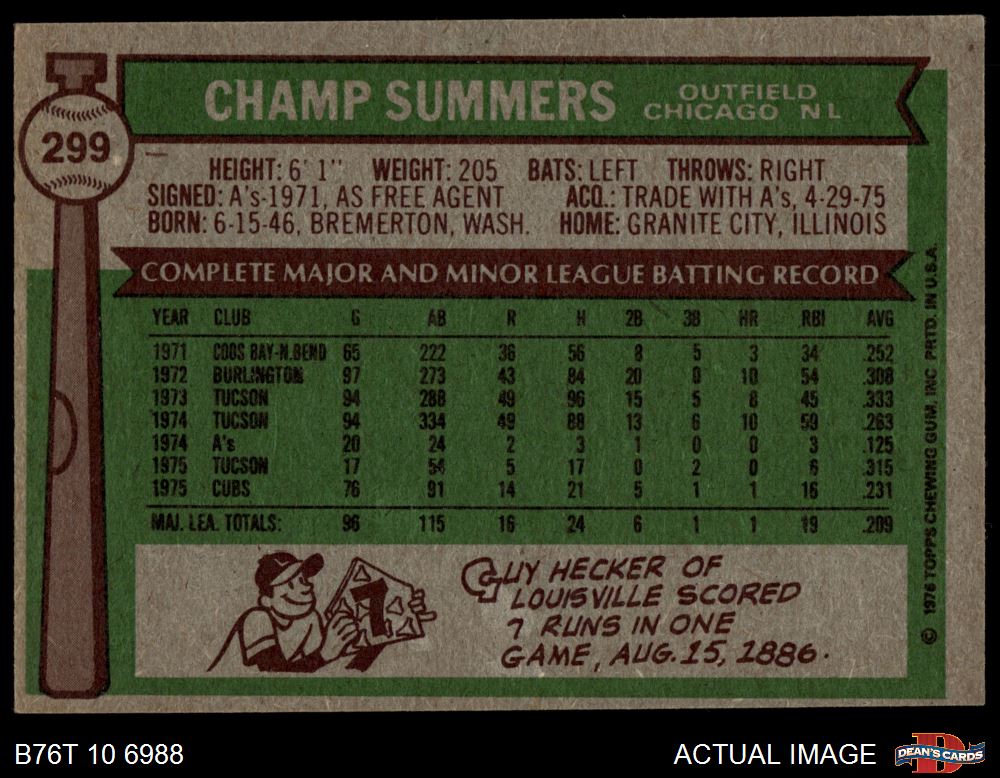 299
CHAMP SUMMERS
OUTFIELD
CHICAGO NL
HEIGHT: 6' 1" WEIGHT: 205 BATS: LEFT THROWS: RIGHT
SIGNED: A's-1971, AS FREE AGENT ACQ.: TRADE WITH A's, 4-29-75
BORN: 6-15-46, BREMERTON, WASH. HOME: GRANITE CITY, ILLINOIS
COMPLETE MAJOR AND MINOR LEAGUE BATTING RECORD
YEAR CLUB G AB R H 2B 3B HR RBI AVG
1971 COOS BAY-N.BEND 65 222 36 56 8 5 3 34 .252
1972 BURLINGTON 97 273 43 84 20 0 10 54 .308
1973 TUCSON 94 288 49 96 15 5 8 45 .333
1974 TUCSON 94 334 49 88 13 6 10 59 .263
1974 A's 20 24 2 3 1 0 0 3 .125
1975 TUCSON 17 54 5 17 0 2 0 6 .315
1975 CUBS 76 91 14 21 5 1 1 16 .231
MAJ. LEA. TOTALS: 96 115 16 24 6 1 1 19 .209
7
GUY HECKER OF
LOUISVILLE SCORED
7 RUNS IN ONE
GAME, AUG. 15, 1886.
© 1976 TOPPS CHEWING GUM, INC PRTD. IN U.S.A.
B76T 10 6988
ACTUAL IMAGE
DEAN'S CARDS